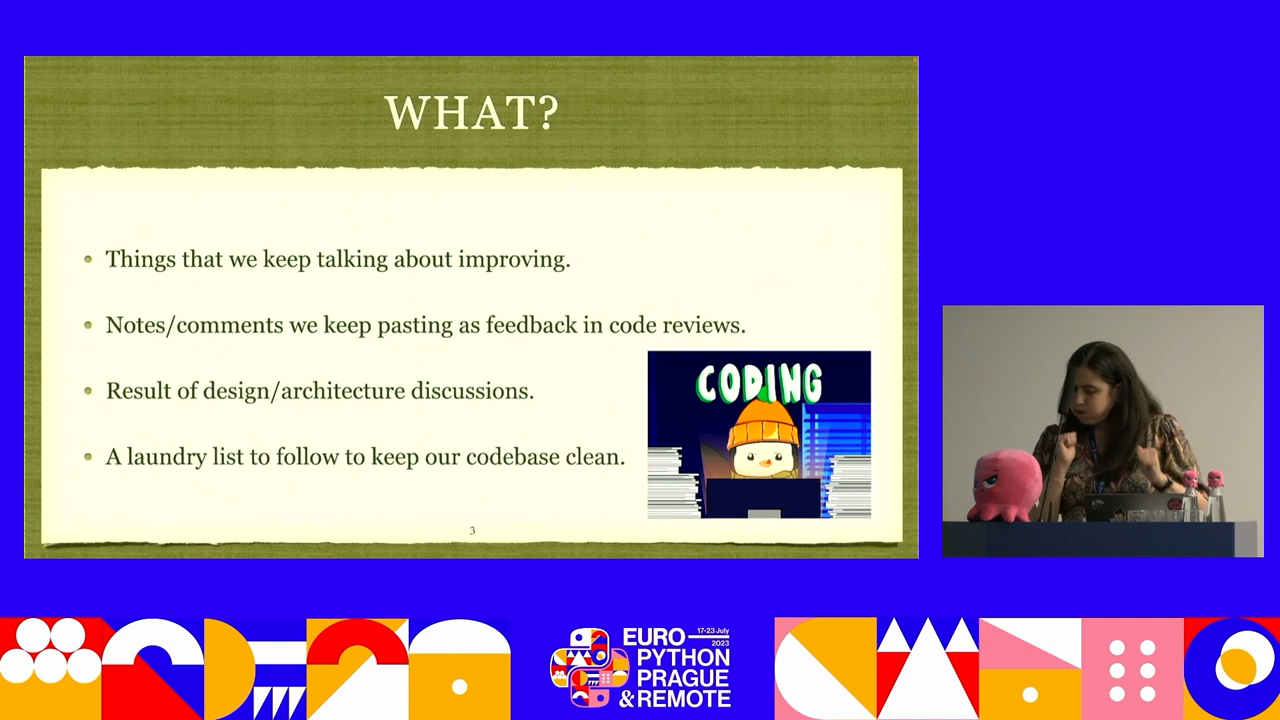 WHAT?
Things that we keep talking about improving.
Notes/comments we keep pasting as feedback in code reviews.
Result of design/architecture discussions.
A laundry list to follow to keep our codebase clean.
CODING
3
17-23 July
2023
EURO
PYTHON
PRAGUE
&REMOTE